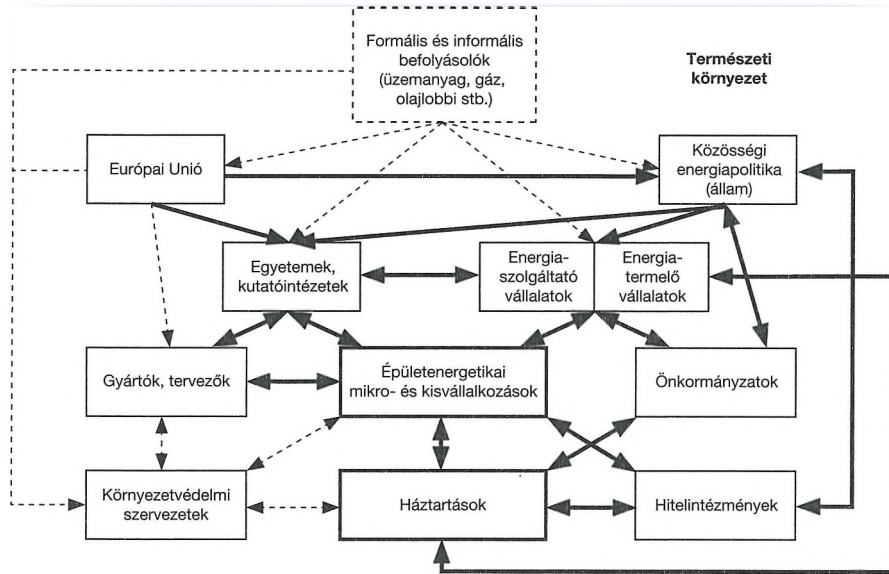 Formális és informális
befolyásolók
(üzemanyag, gáz,
olajlobbi stb.)
Természeti
környezet
Európai Unió
Közösségi
energiapolitika
(állam)
Egyetemek,
kutatóintézetek
Energia-
szolgáltató
vállalatok
Energia-
termelő
vállalatok
Gyártók, tervezők
Épületenergetikai
mikro- és kisvállalkozások
Önkormányzatok
Környezetvédelmi
szervezetek
Háztartások
Hitelintézmények